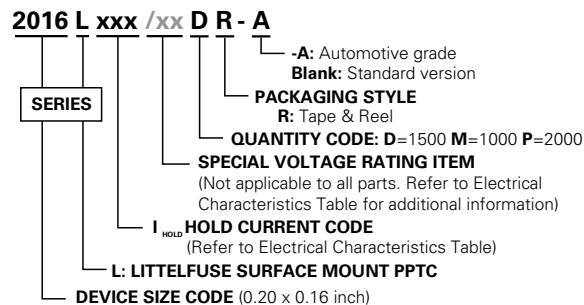 2016 L xxx /xx D R - A
-A: Automotive grade
Blank: Standard version
SERIES
PACKAGING STYLE
R: Tape & Reel
QUANTITY CODE: D=1500 M=1000 P=2000
SPECIAL VOLTAGE RATING ITEM
(Not applicable to all parts. Refer to Electrical
Characteristics Table for additional information)
I HOLD HOLD CURRENT CODE
(Refer to Electrical Characteristics Table)
L: LITTELFUSE SURFACE MOUNT PPTC
DEVICE SIZE CODE (0.20 x 0.16 inch)